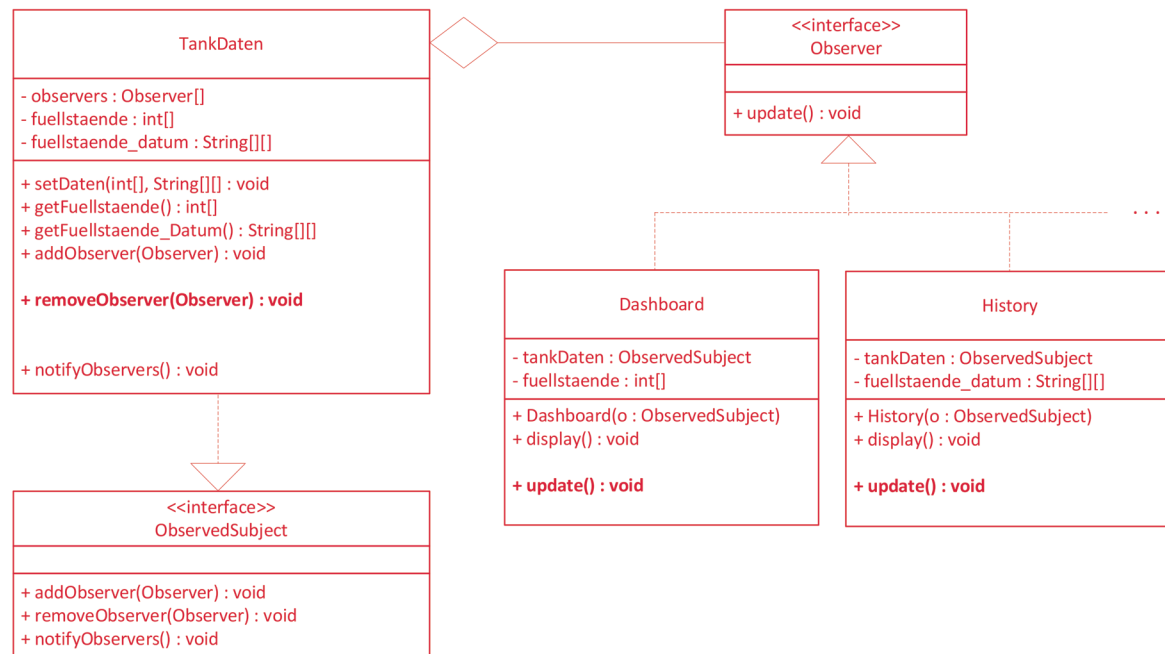 TankDaten
- observers : Observer[]
- fuellstaende : int[]
- fuellstaende_datum : String[][]
+ setDaten(int[], String[][] : void
+ getFuellstaende() : int[]
+ getFuellstaende_Datum() : String[][]
+ addObserver(Observer) : void
+ removeObserver(Observer) : void
+ notifyObservers() : void
<<interface>>
Observer
+ update() : void
...
Dashboard
- tankDaten : ObservedSubject
- fuellstaende : int[]
+ Dashboard(o : ObservedSubject)
+ display() : void
+ update() : void
History
- tankDaten : ObservedSubject
- fuellstaende_datum : String[][]
+ History(o : ObservedSubject)
+ display() : void
+ update() : void
<<interface>>
ObservedSubject
+ addObserver(Observer) : void
+ removeObserver(Observer) : void
+ notifyObservers() : void